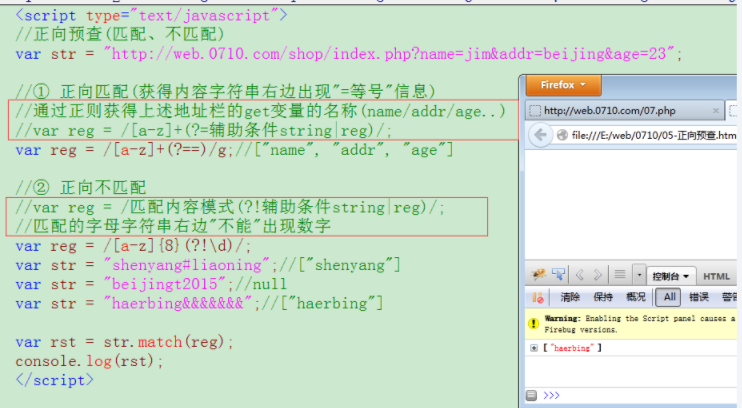 <script type="text/javascript">
//正向预查(匹配、不匹配)
var str = "http://web.0710.com/shop/index.php?name=jim&addr=beijing&age=23";
//① 正向匹配(获得内容字符串右边出现"=等号"信息)
//通过正则获得上述地址栏的get变量的名称(name/addr/age..)
//var reg = /[a-z]+(?=辅助条件string|reg)/;
var reg = /[a-z]+(?==)/g;//["name", "addr", "age"]
//② 正向不匹配
//var reg = /匹配内容模式(?!辅助条件string|reg)/;
//匹配的字母字符串右边"不能"出现数字
var reg = /[a-z]{8}(?!\d)/;
var str = "shenyang#liaoning";//["shenyang"]
var str = "beijingt2015";//null
var str = "haerbing&&&&&&&";//["haerbing"]
var rst = str.match(reg);
console.log(rst);
</script>
Firefox
http://web.0710.com/07.php
file:///E:/web/0710/05-正向预查.htm
控制台 HTML
清除 保持 概况 All 错误 警
Warning: Enabling the Script panel causes a
Firebug versions.
["haerbing"]
>>>